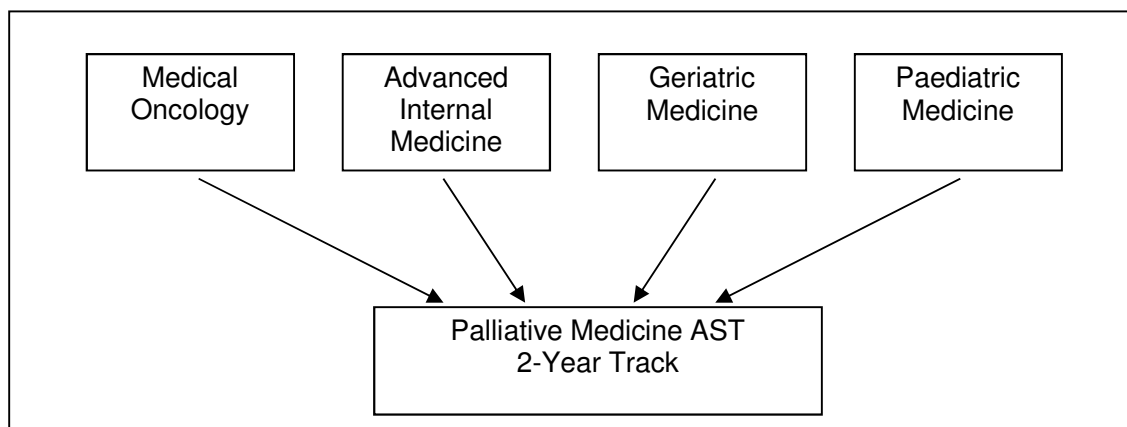 Medical
Oncology
Advanced
Internal
Medicine
Geriatric
Medicine
Paediatric
Medicine
Palliative Medicine AST
2-Year Track